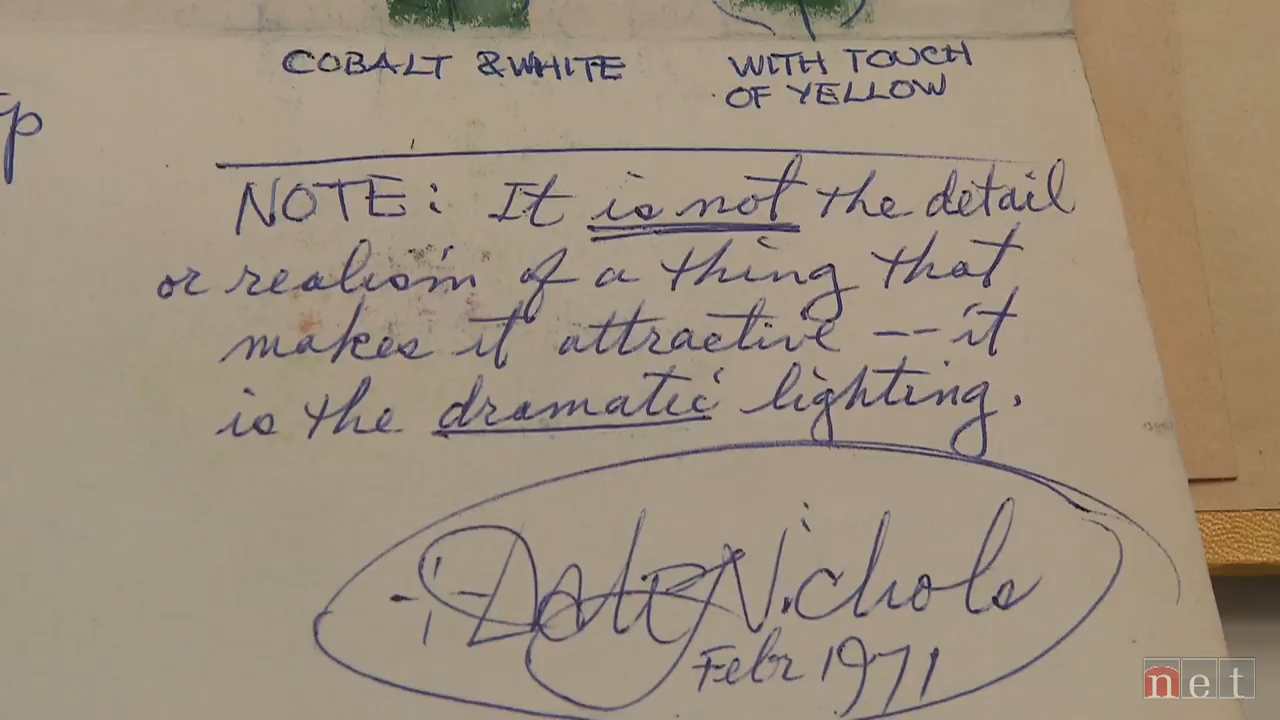 COBALT & WHITE
WITH TOUCH
OF YELLOW
p
NOTE: It is not the detail
or realism of a thing that
makes it attractive -- it
is the dramatic lighting.
Dale Nichols
Febr 1971
net